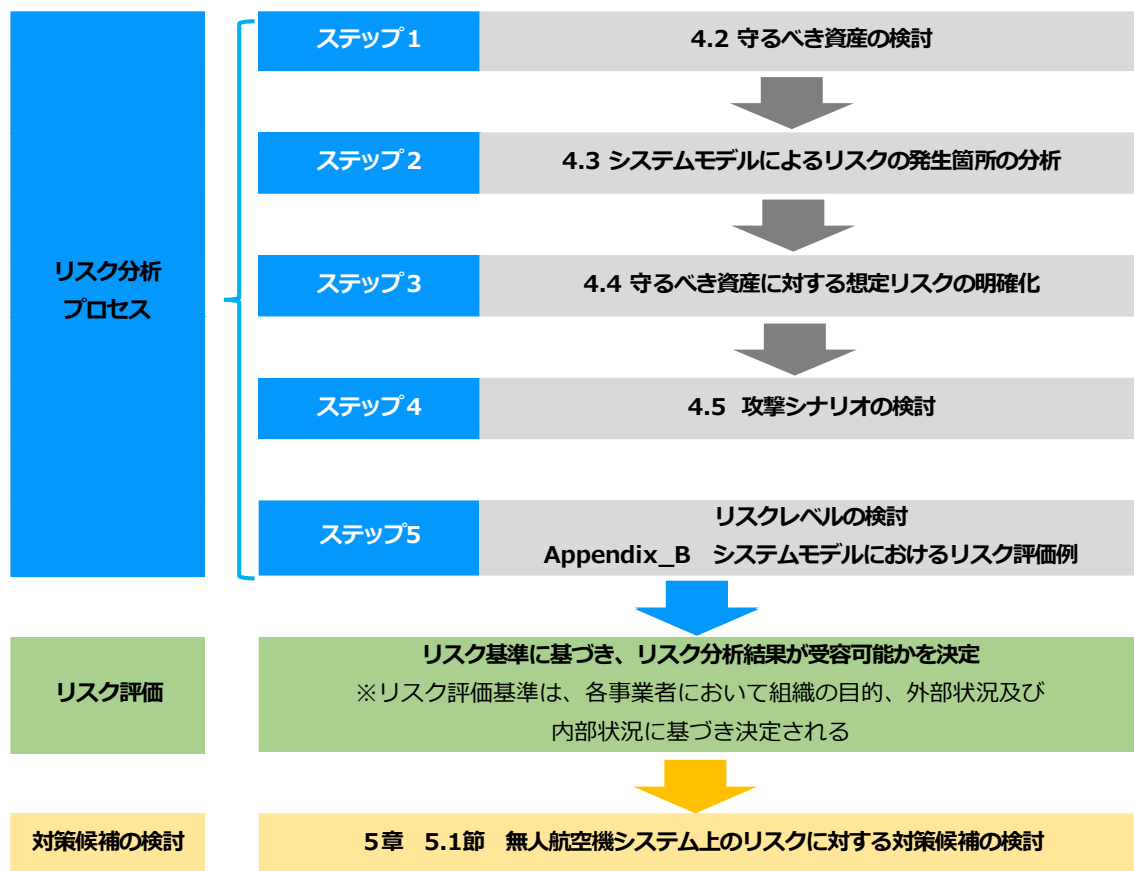 ステップ１
4.2 守るべき資産の検討
ステップ２
4.3 システムモデルによるリスクの発生箇所の分析
リスク分析
プロセス
ステップ３
4.4 守るべき資産に対する想定リスクの明確化
ステップ４
4.5 攻撃シナリオの検討
ステップ5
リスクレベルの検討
Appendix_B　システムモデルにおけるリスク評価例
リスク評価
リスク基準に基づき、リスク分析結果が受容可能かを決定
※リスク評価基準は、各事業者において組織の目的、外部状況及び
内部状況に基づき決定される
対策候補の検討
5章　5.1節　無人航空機システム上のリスクに対する対策候補の検討